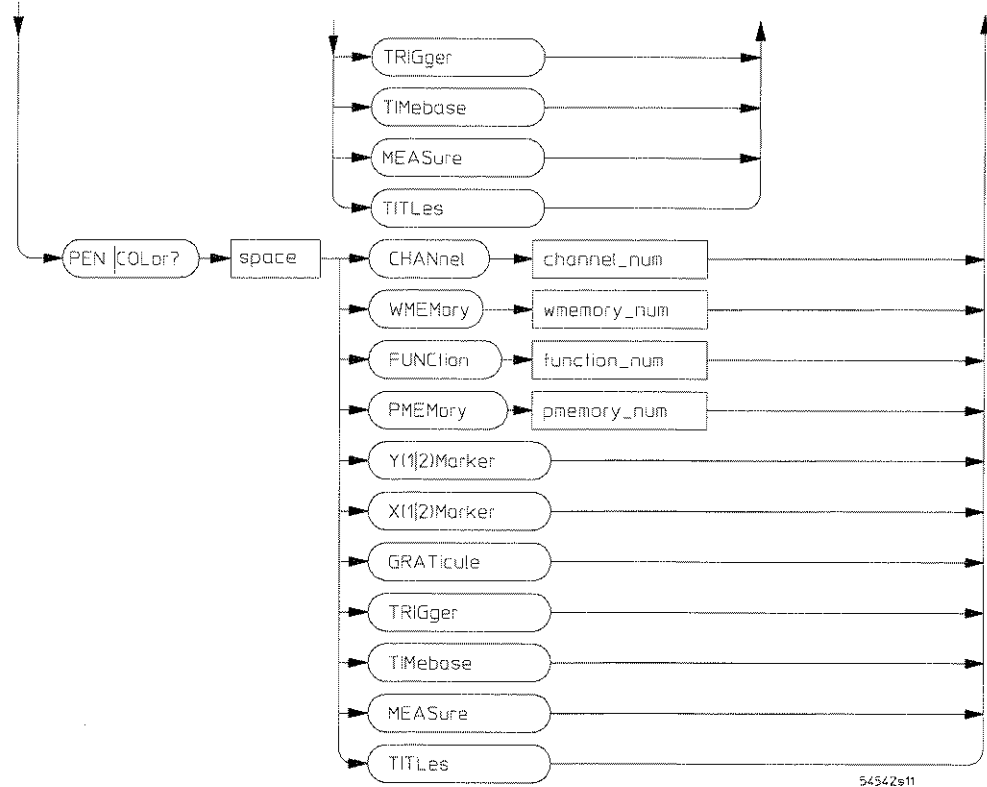 TRIGger
TIMebase
MEASure
TITLes
PEN |COLor? space CHANnel channel_num
WMEMory wmemory_num
FUNCtion function_num
PMEMory pmemory_num
Y(1|2)Marker
X(1|2)Marker
GRATicule
TRIGger
TIMebase
MEASure
TITLes
54542s11